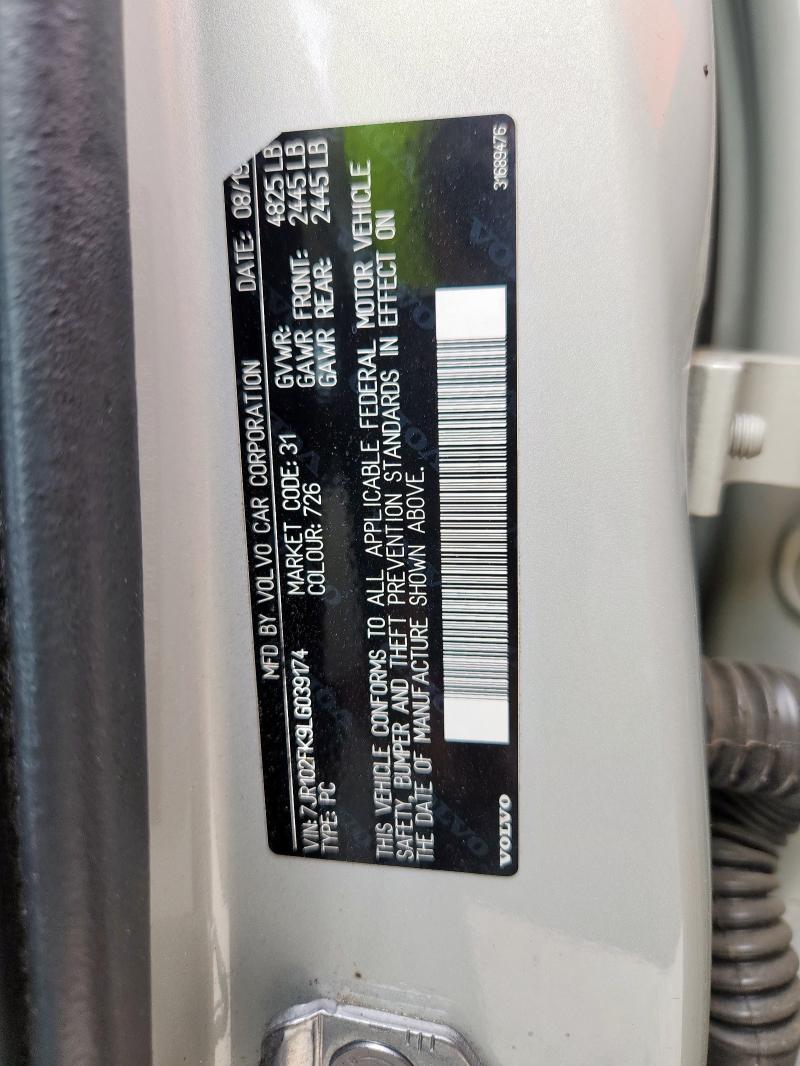 MFD BY VOLVO CAR CORPORATION DATE: 08/19
VIN: 7JR102FK9LG039174 MARKET CODE: 31 GVWR: 4825 LB
TYPE: PC COLOUR: 726 GAWR FRONT: 2445 LB
GAWR REAR: 2445 LB
THIS VEHICLE CONFORMS TO ALL APPLICABLE FEDERAL MOTOR VEHICLE
SAFETY, BUMPER AND THEFT PREVENTION STANDARDS IN EFFECT ON
THE DATE OF MANUFACTURE SHOWN ABOVE.
VOLVO 31689476